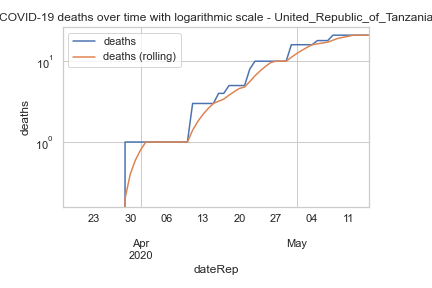 COVID-19 deaths over time with logarithmic scale - United_Republic_of_Tanzania
deaths
deaths (rolling)
10¹
10⁰
deaths
23 30 06 13 20 27 04 11
Apr May
2020
dateRep